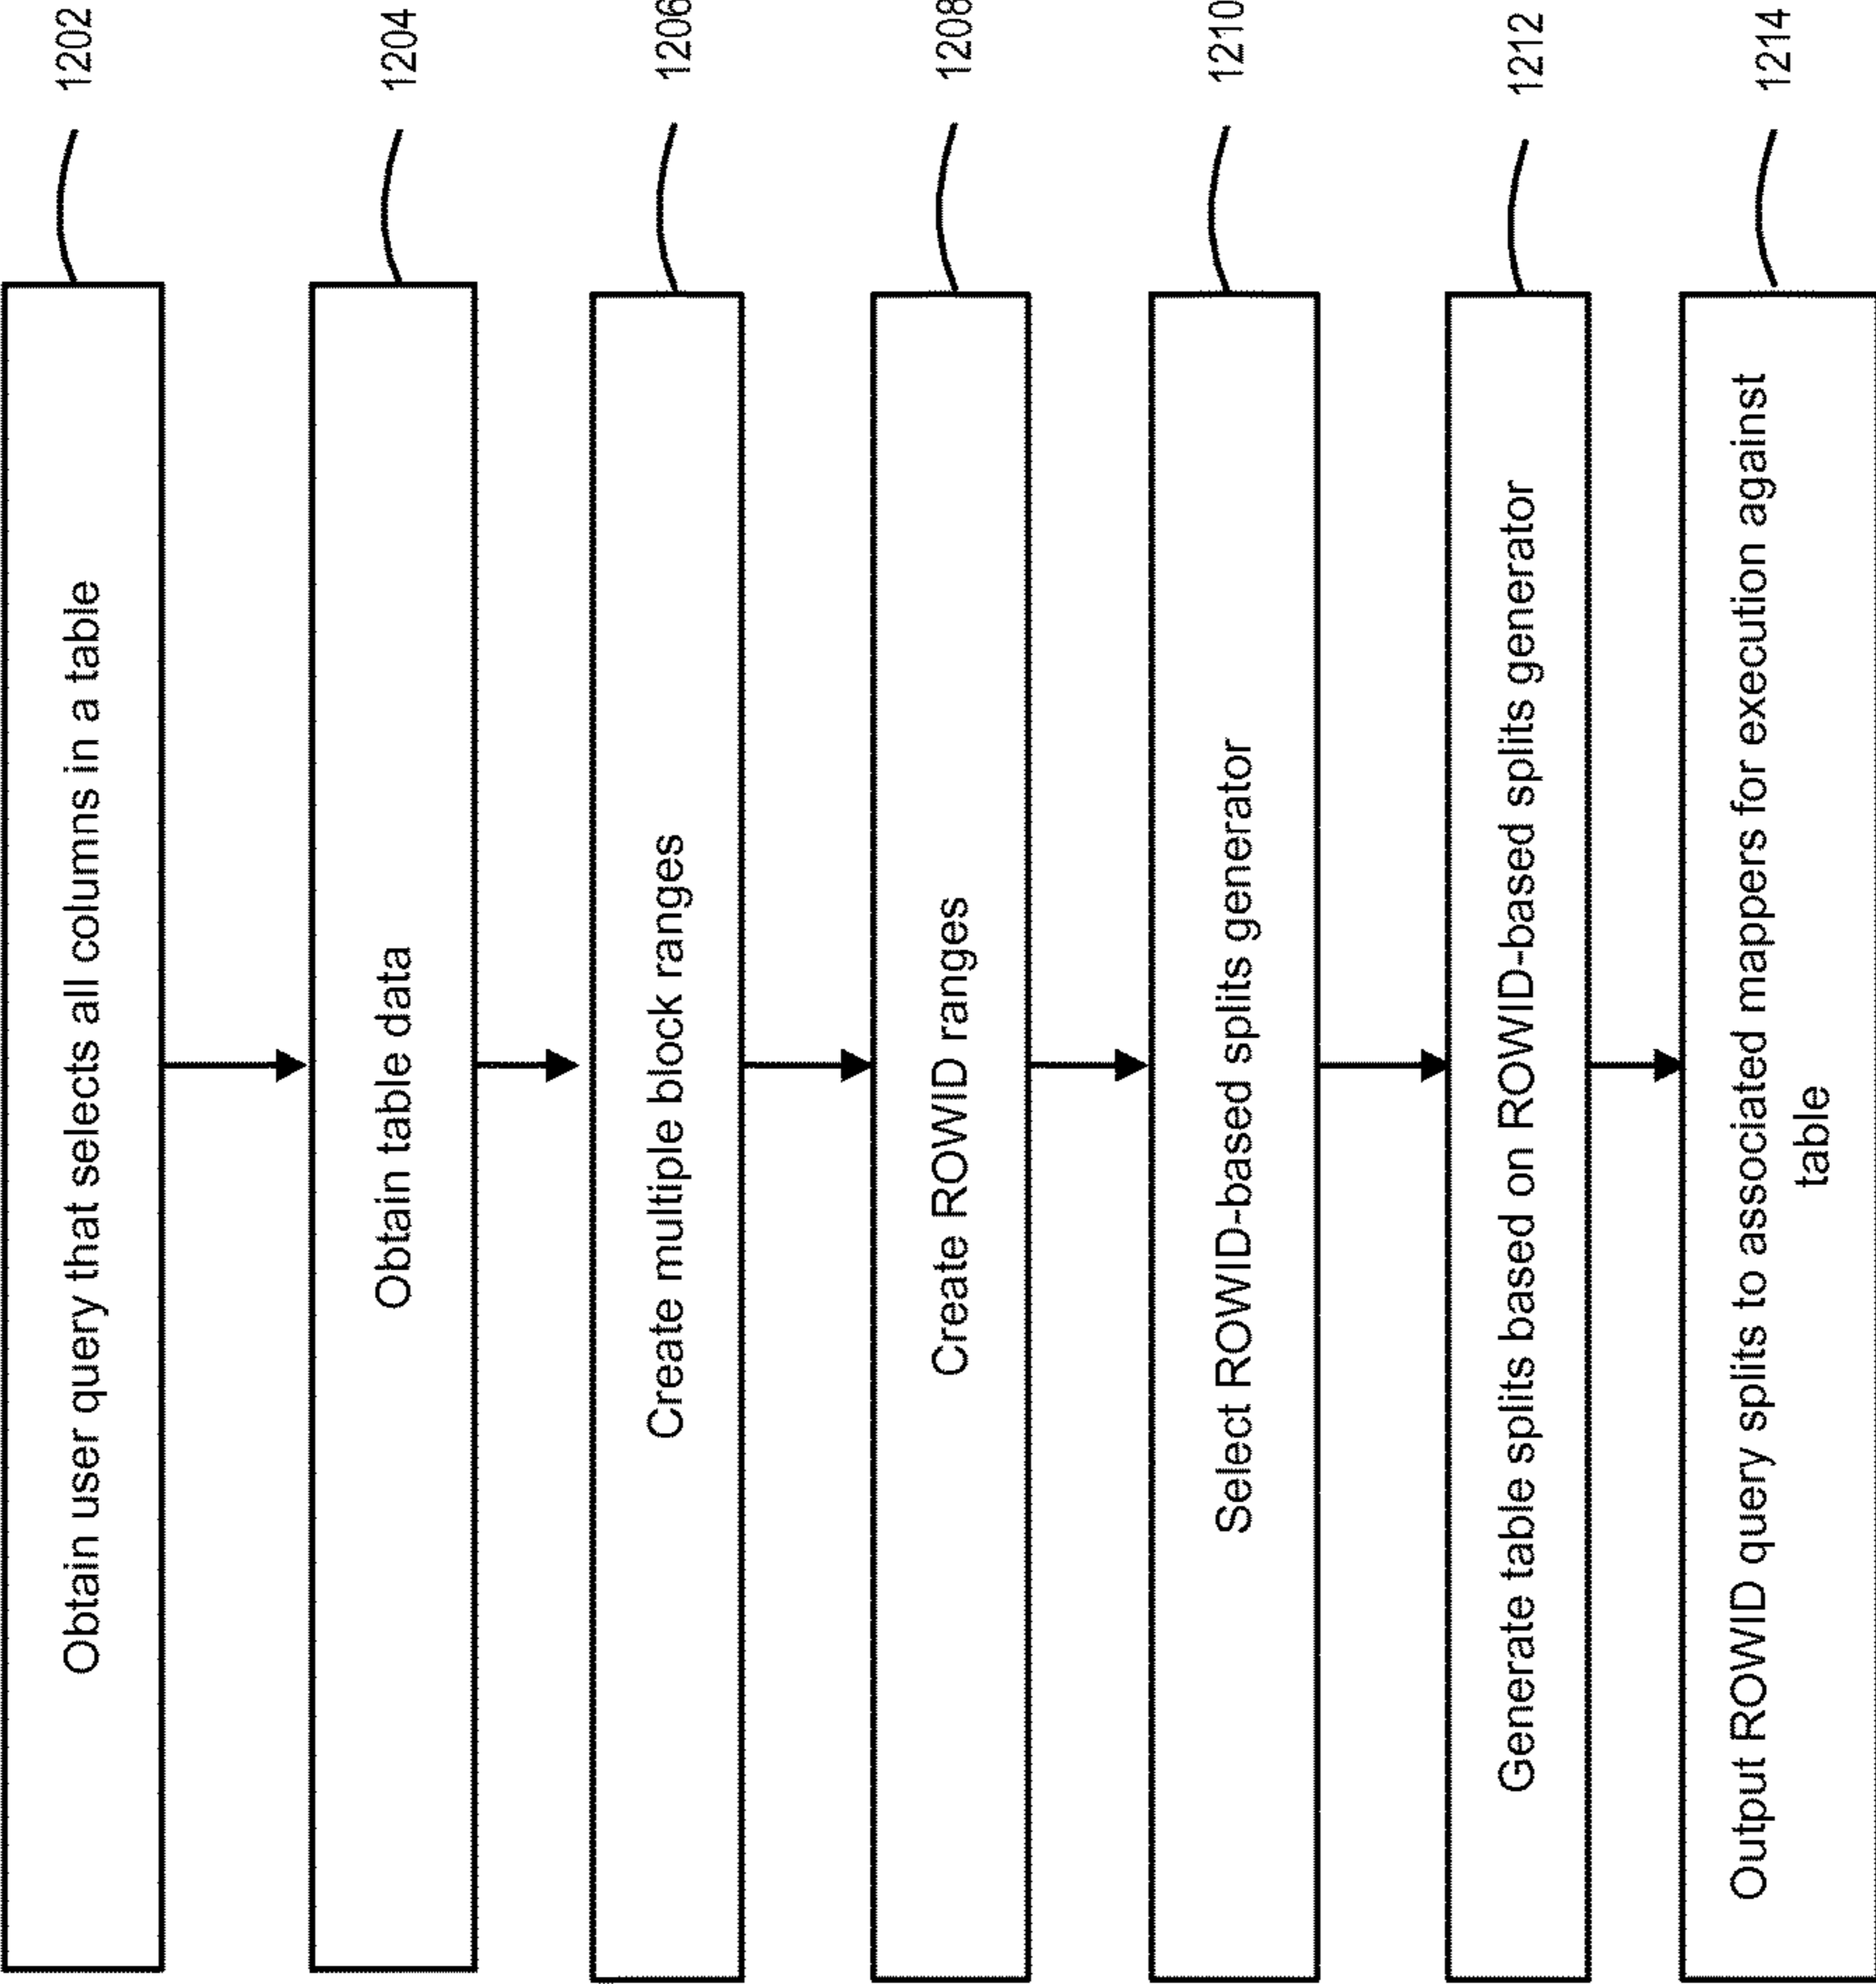 Obtain user query that selects all columns in a table
1202
Obtain table data
1204
Create multiple block ranges
1206
Create ROWID ranges
1208
Select ROWID-based splits generator
1210
Generate table splits based on ROWID-based splits generator
1212
Output ROWID query splits to associated mappers for execution against
table
1214